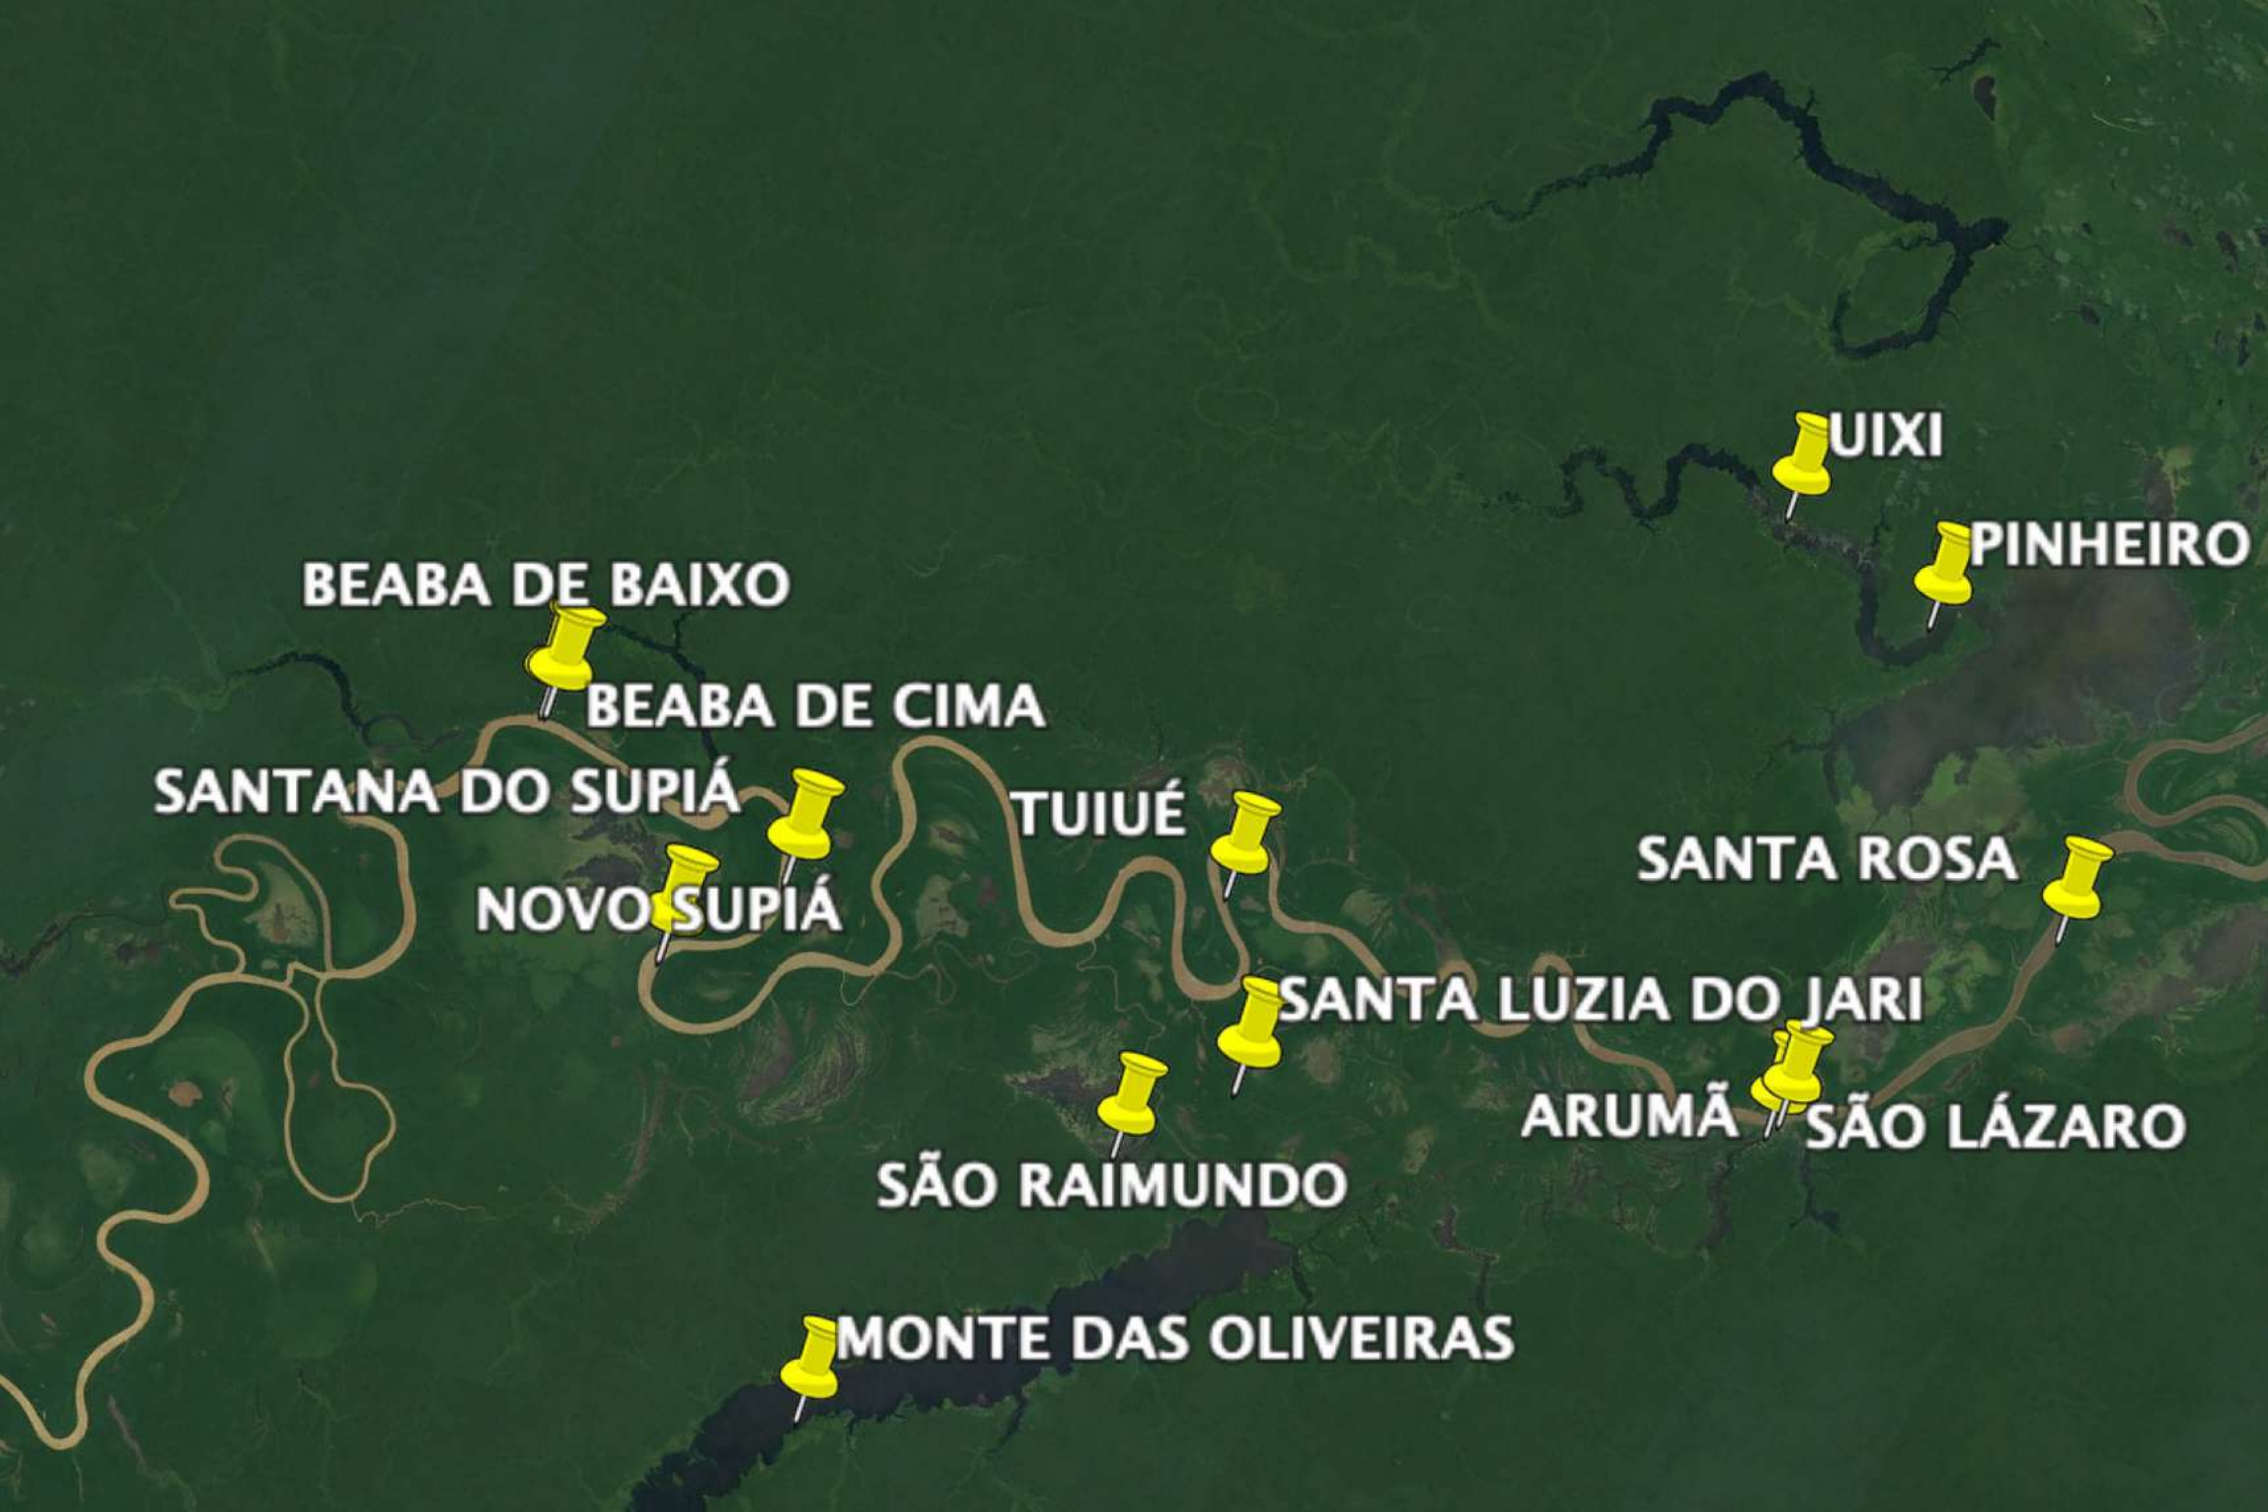 UIXI
PINHEIRO
BEABA DE BAIXO
BEABA DE CIMA
SANTANA DO SUPIÁ
TUIUÉ
SANTA ROSA
NOVO SUPIÁ
SANTA LUZIA DO JARI
ARUMÃ
SÃO LÁZARO
SÃO RAIMUNDO
MONTE DAS OLIVEIRAS